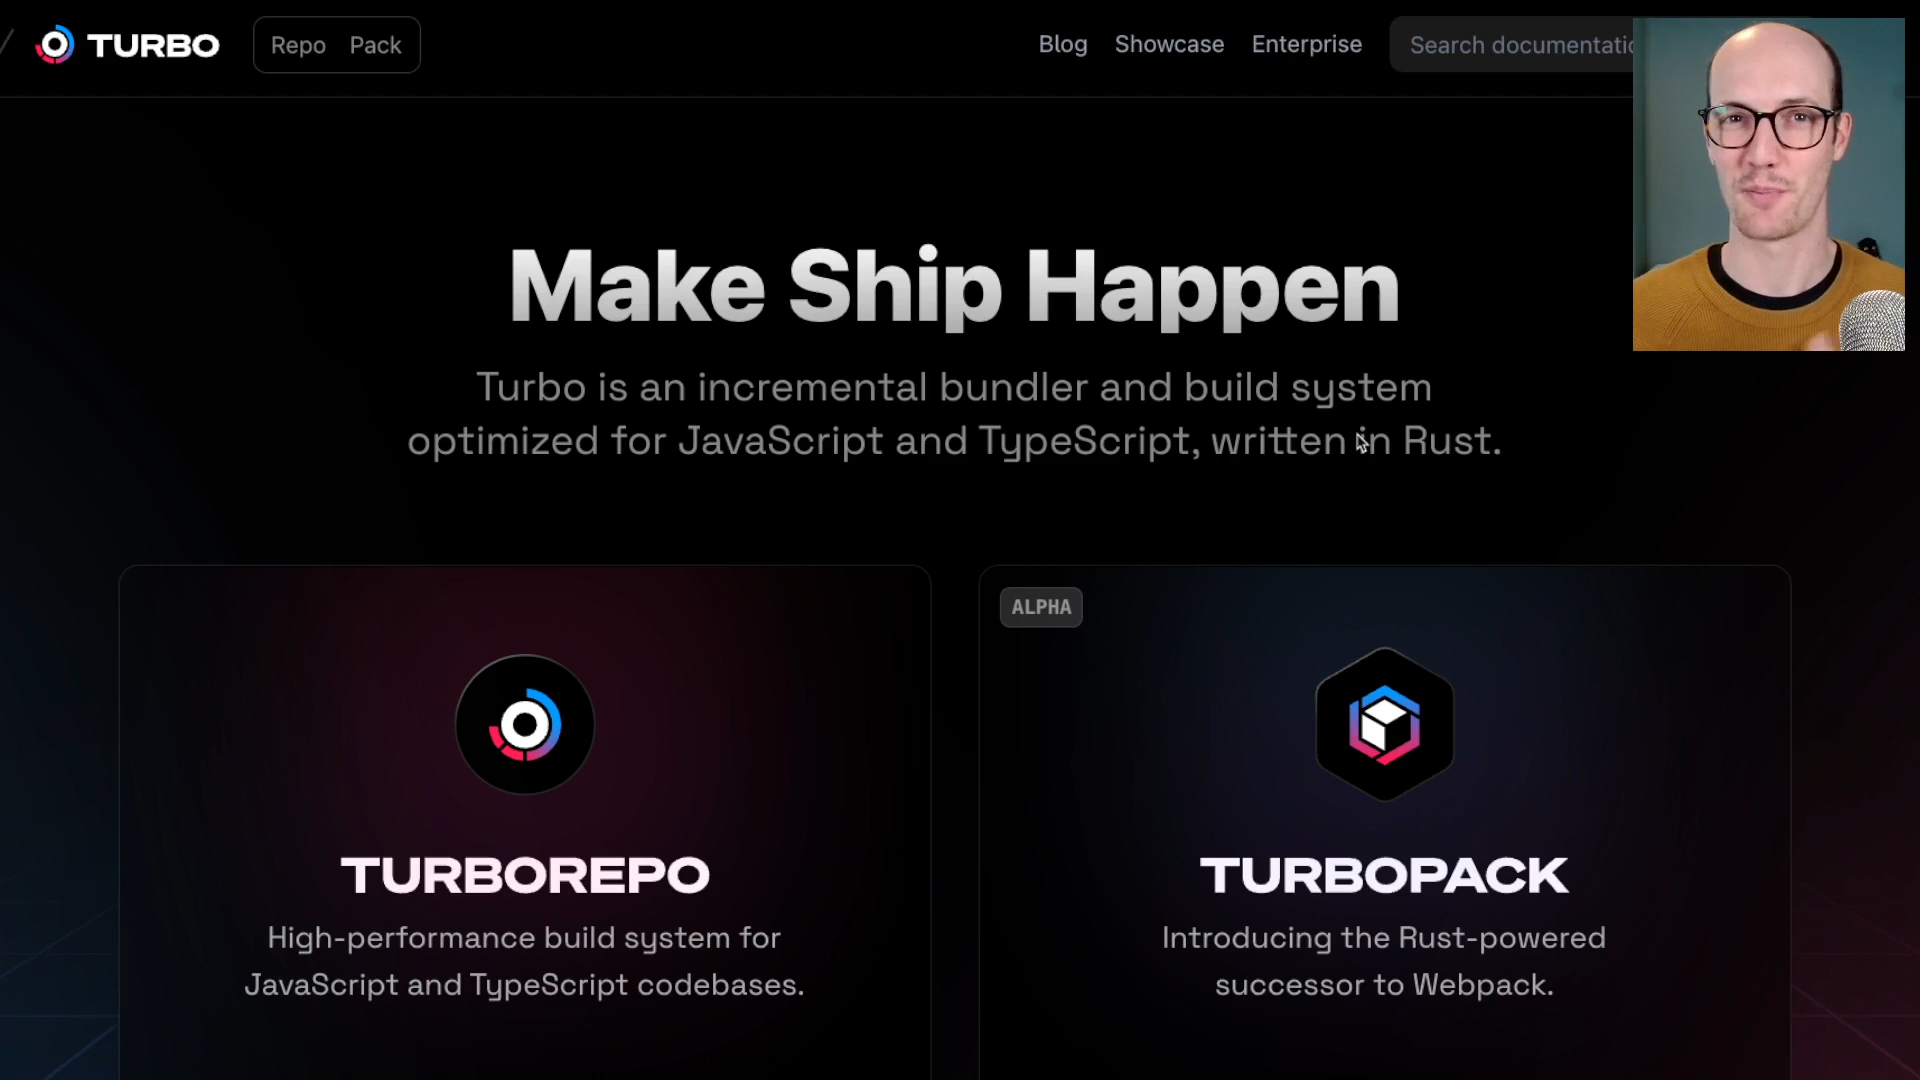 TURBO
Repo Pack
Blog Showcase Enterprise
Search documentatio
Make Ship Happen
Turbo is an incremental bundler and build system
optimized for JavaScript and TypeScript, written in Rust.
TURBOREPO
High-performance build system for
JavaScript and TypeScript codebases.
ALPHA
TURBOPACK
Introducing the Rust-powered
successor to Webpack.